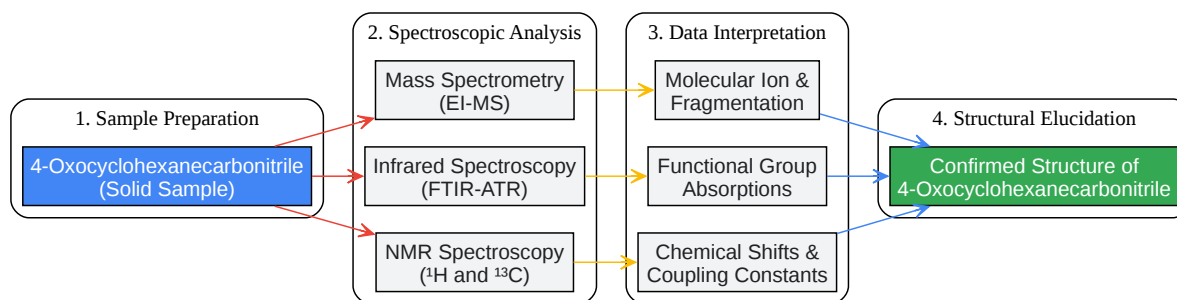 1. Sample Preparation
4-Oxocyclohexanecarbonitrile
(Solid Sample)
2. Spectroscopic Analysis
Mass Spectrometry
(EI-MS)
Infrared Spectroscopy
(FTIR-ATR)
NMR Spectroscopy
(¹H and ¹³C)
3. Data Interpretation
Molecular Ion &
Fragmentation
Functional Group
Absorptions
Chemical Shifts &
Coupling Constants
4. Structural Elucidation
Confirmed Structure of
4-Oxocyclohexanecarbonitrile